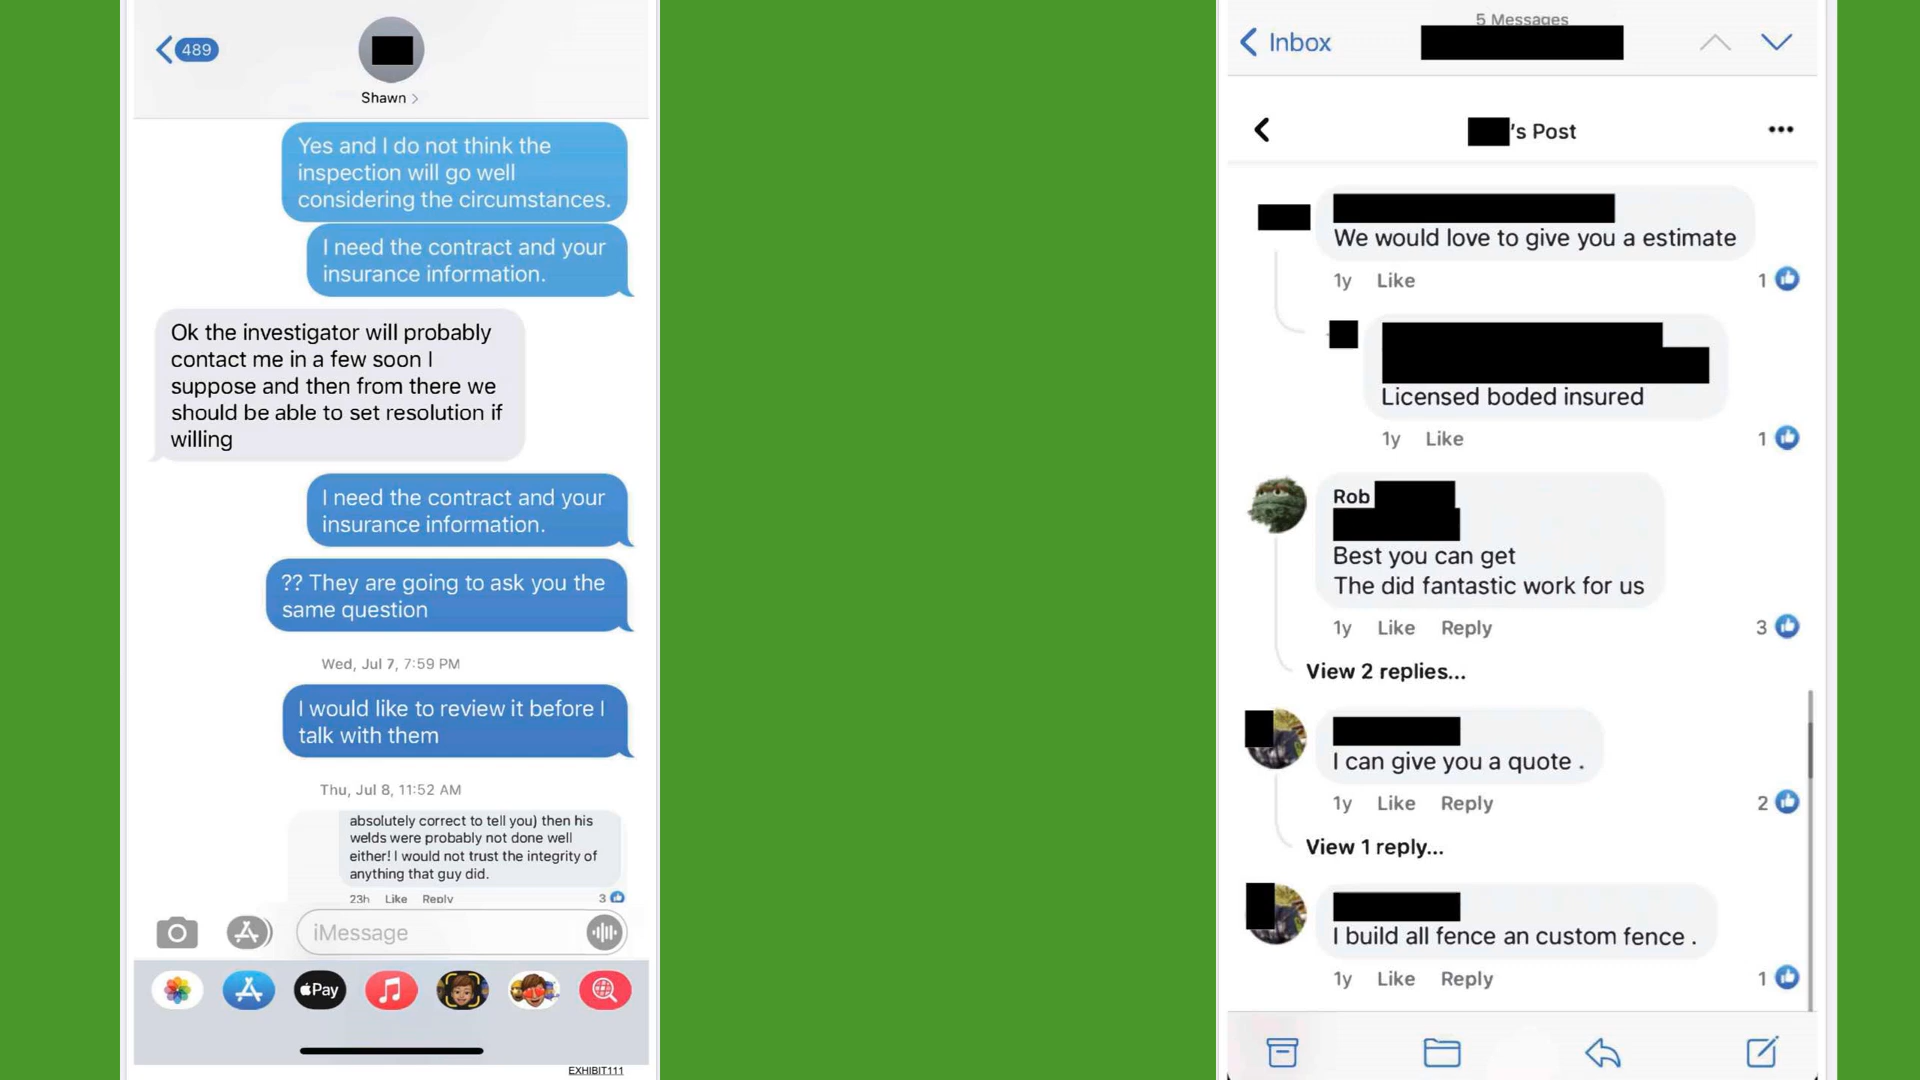 489
Shawn
Yes and I do not think the
inspection will go well
considering the circumstances.
I need the contract and your
insurance information.
Ok the investigator will probably
contact me in a few soon I
suppose and then from there we
should be able to set resolution if
willing
I need the contract and your
insurance information.
?? They are going to ask you the
same question
Wed, Jul 7, 7:59 PM
I would like to review it before I
talk with them
Thu, Jul 8, 11:52 AM
absolutely correct to tell you) then his
welds were probably not done well
either! I would not trust the integrity of
anything that guy did.
23h Like Reply 3
iMessage
Pay
EXHIBIT111
5 Messages
Inbox
's Post
We would love to give you a estimate
1y Like 1
Licensed boded insured
1y Like 1
Rob
Best you can get
The did fantastic work for us
1y Like Reply 3
View 2 replies...
I can give you a quote .
1y Like Reply 2
View 1 reply...
I build all fence an custom fence .
1y Like Reply 1